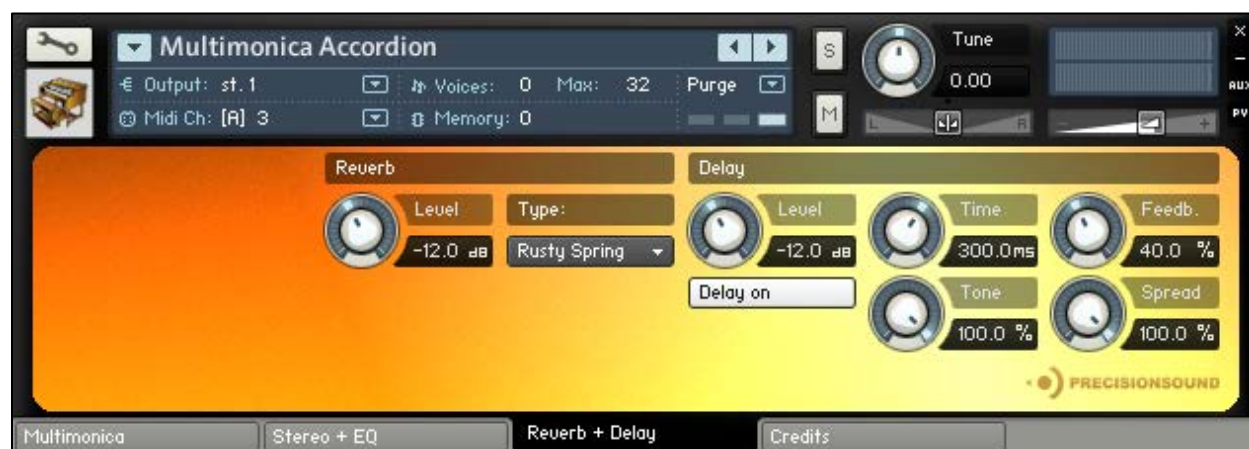 Multimonica Accordion
S
Tune
×
Output: st. 1
Voices: 0 Max: 32
Purge
0.00
AUX
Midi Ch: [A] 3
Memory: 0
M
L
R
-
+
PV
Reverb
Delay
Level
Type:
Level
Time
Feedb.
-12.0 dB
Rusty Spring
-12.0 dB
300.0ms
40.0 %
Delay on
Tone
Spread
100.0 %
100.0 %
PRECISIONSOUND
Multimonica
Stereo + EQ
Reverb + Delay
Credits